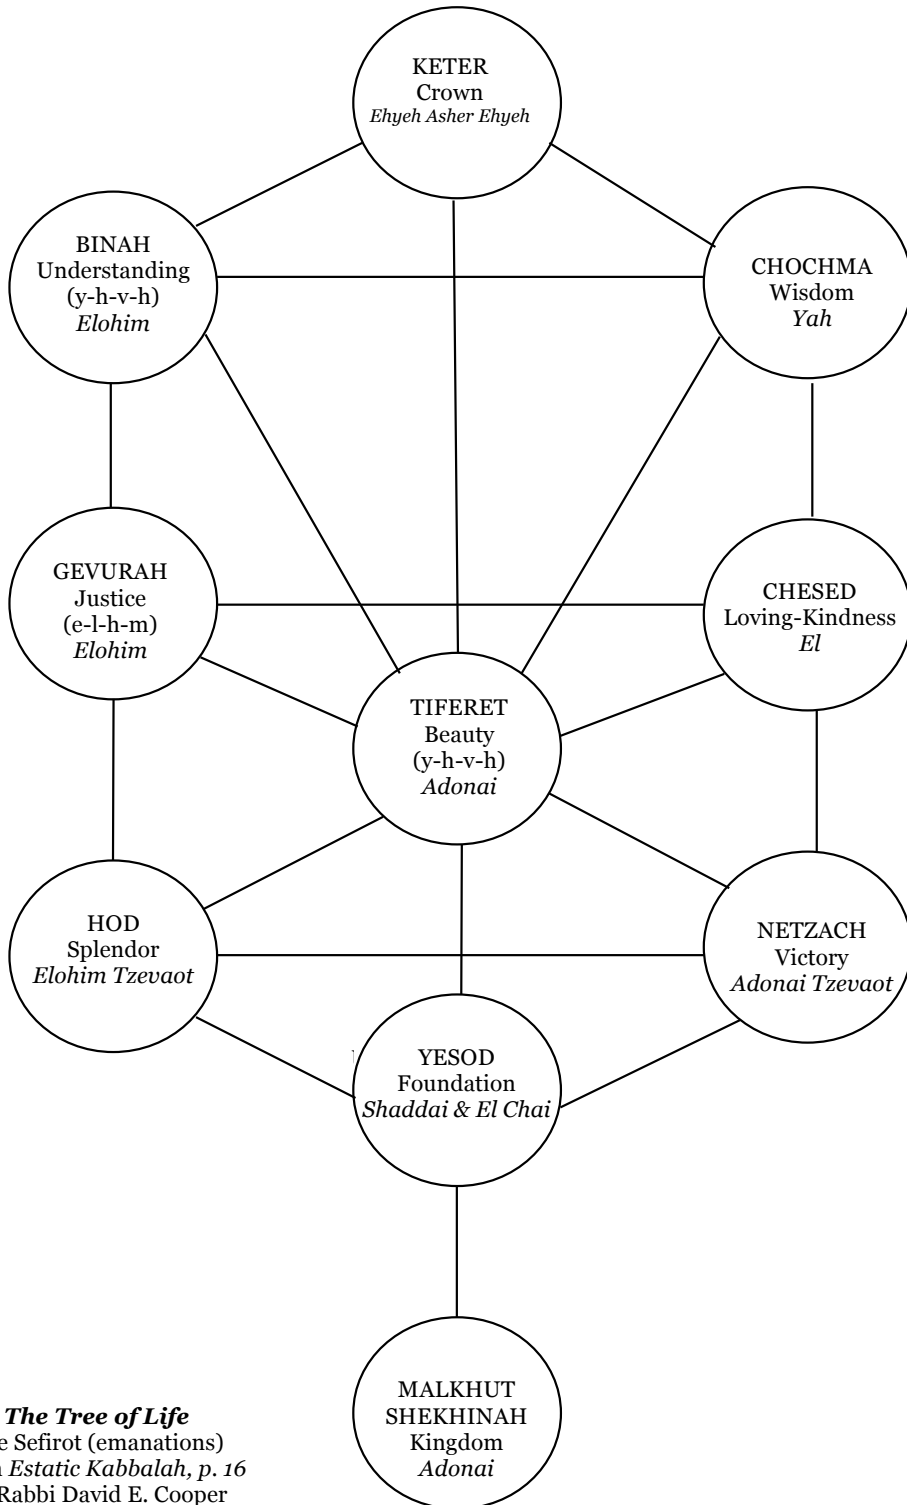 KETER
Crown
Ehyeh Asher Ehyeh
BINAH
Understanding
(y-h-v-h)
Elohim
CHOCHMA
Wisdom
Yah
GEVURAH
Justice
(e-l-h-m)
Elohim
CHESED
Loving-Kindness
El
TIFERET
Beauty
(y-h-v-h)
Adonai
HOD
Splendor
Elohim Tzevaot
NETZACH
Victory
Adonai Tzevaot
YESOD
Foundation
Shaddai & El Chai
MALKHUT
SHEKHINAH
Kingdom
Adonai
The Tree of Life
e Sefirot (emanations)
Estatic Kabbalah, p. 16
Rabbi David E. Cooper